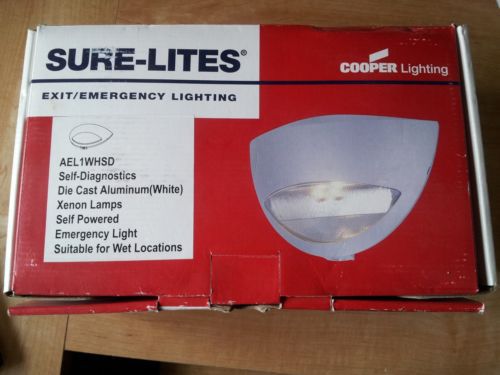 SURE-LITES®
COOPER Lighting
EXIT/EMERGENCY LIGHTING
AEL1WHSD
Self-Diagnostics
Die Cast Aluminum(White)
Xenon Lamps
Self Powered
Emergency Light
Suitable for Wet Locations